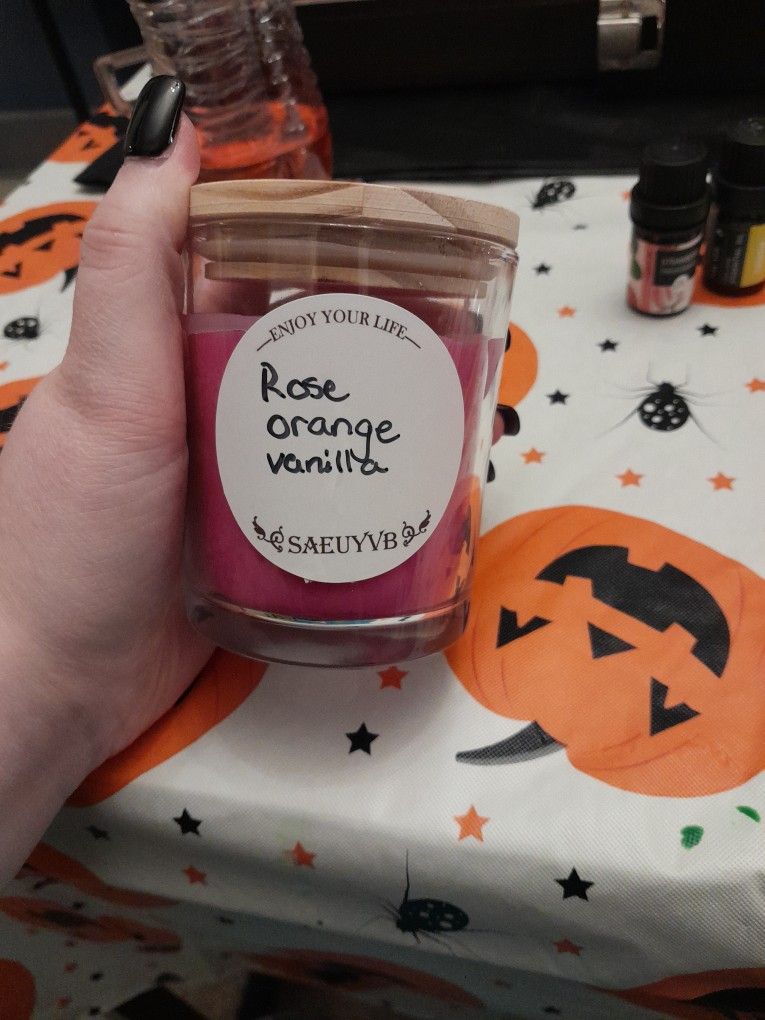 —ENJOY YOUR LIFE—
Rose
orange
vanilla
SAEUYVB